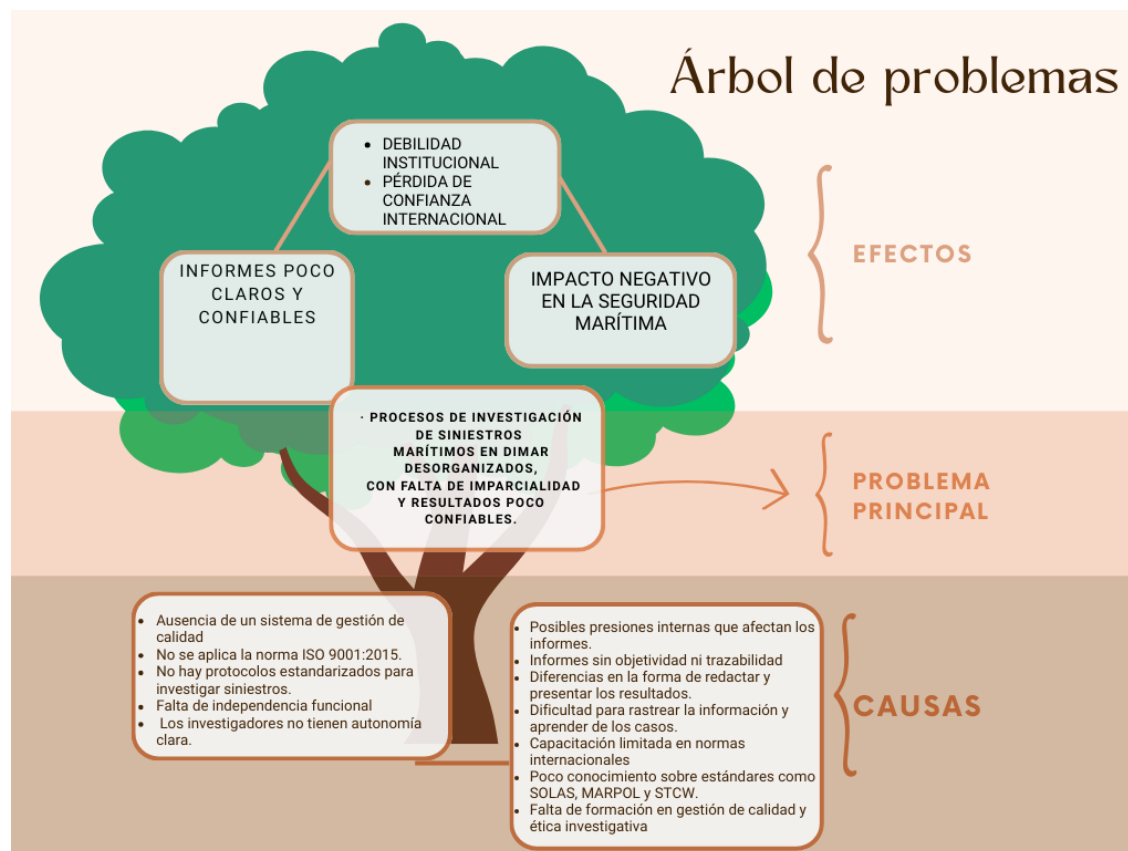 Árbol de problemas
• DEBILIDAD
INSTITUCIONAL
• PÉRDIDA DE
CONFIANZA
INTERNACIONAL
INFORMES POCO
CLAROS Y
CONFIABLES
IMPACTO NEGATIVO
EN LA SEGURIDAD
MARÍTIMA
EFECTOS
· PROCESOS DE INVESTIGACIÓN
DE SINIESTROS
MARÍTIMOS EN DIMAR
DESORGANIZADOS,
CON FALTA DE IMPARCIALIDAD
Y RESULTADOS POCO
CONFIABLES.
PROBLEMA
PRINCIPAL
• Ausencia de un sistema de gestión de
calidad
• No se aplica la norma ISO 9001:2015.
• No hay protocolos estandarizados para
investigar siniestros.
• Falta de independencia funcional
• Los investigadores no tienen autonomía
clara.
• Posibles presiones internas que afectan los
informes.
• Informes sin objetividad ni trazabilidad
• Diferencias en la forma de redactar y
presentar los resultados.
• Dificultad para rastrear la información y
aprender de los casos.
• Capacitación limitada en normas
internacionales
• Poco conocimiento sobre estándares como
SOLAS, MARPOL y STCW.
• Falta de formación en gestión de calidad y
ética investigativa
CAUSAS